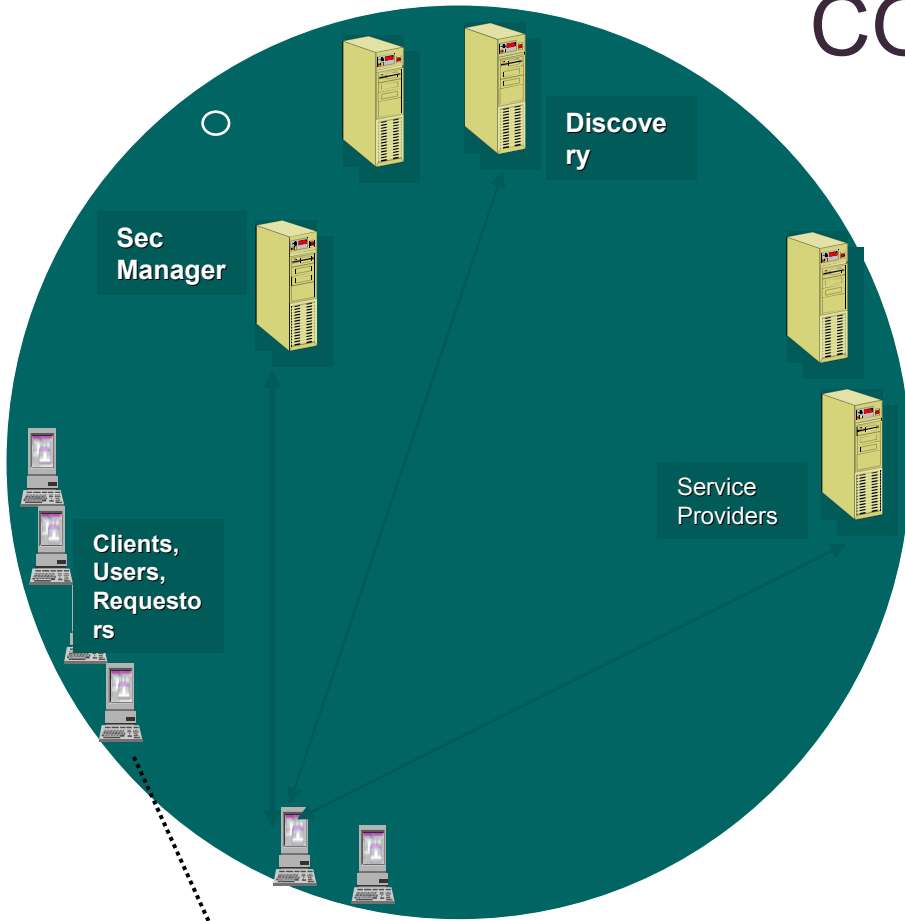 CO
Discove
ry
Sec
Manager
Service
Providers
Clients,
Users,
Requesto
rs